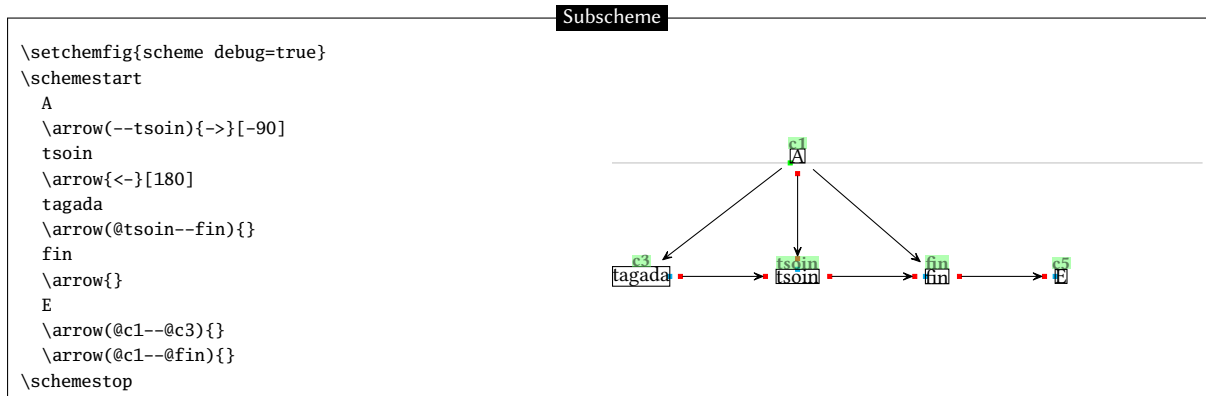 Subscheme
\setchemfig{scheme debug=true}
\schemestart
A
\arrow(--tsoin){->}[-90]
tsoin
\arrow{<-}[180]
tagada
\arrow(@tsoin--fin){}
fin
\arrow{}
E
\arrow(@c1--@c3){}
\arrow(@c1--@fin){}
\schemestop
c1
A
c3 tsoin fin c5
tagada tsoin fin E